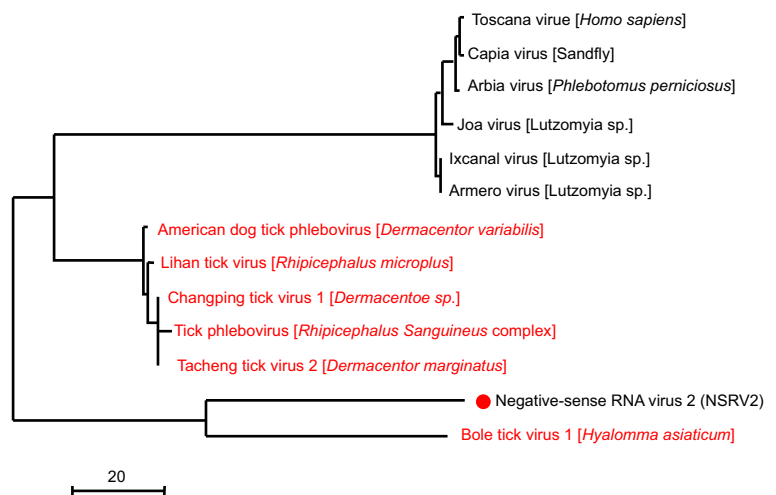 Toscana virue [Homo sapiens]
Capia virus [Sandfly]
Arbia virus [Phlebotomus perniciosus]
Joa virus [Lutzomyia sp.]
Ixcanal virus [Lutzomyia sp.]
Armero virus [Lutzomyia sp.]
American dog tick phlebovirus [Dermacentor variabilis]
Lihan tick virus [Rhipicephalus microplus]
Changping tick virus 1 [Dermacentoe sp.]
Tick phlebovirus [Rhipicephalus Sanguineus complex]
Tacheng tick virus 2 [Dermacentor marginatus]
Negative-sense RNA virus 2 (NSRV2)
Bole tick virus 1 [Hyalomma asiaticum]
20